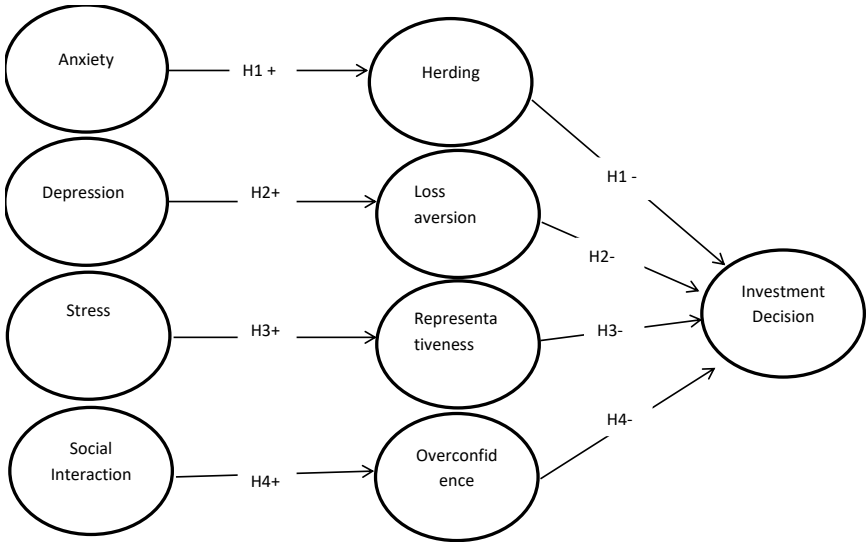 Anxiety
H1 +
Herding
H1 -
Depression
H2+
Loss
aversion
H2-
Stress
H3+
Representa
tiveness
H3-
Investment
Decision
Social
Interaction
H4+
Overconfid
ence
H4-